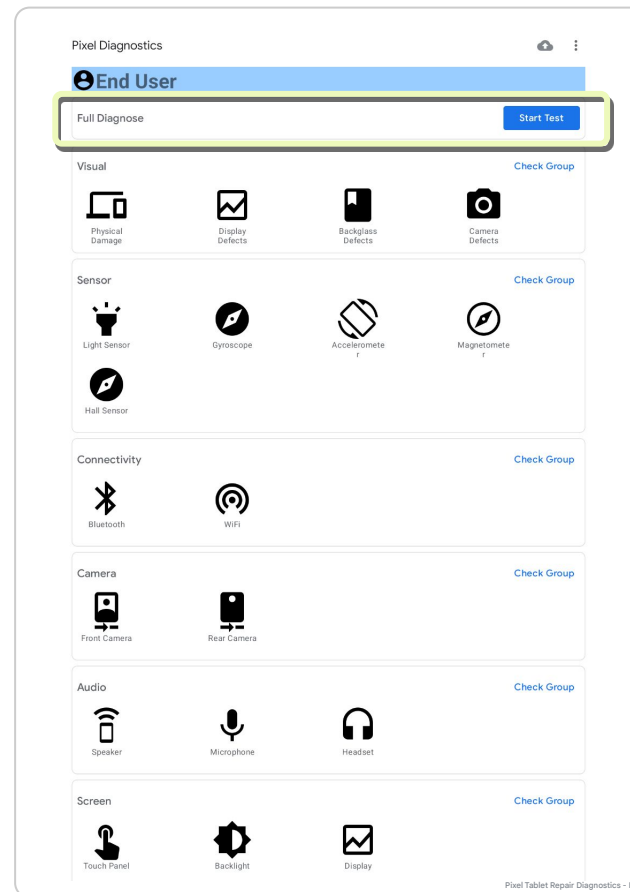 Pixel Diagnostics
End User
Full Diagnose
Start Test
Visual
Check Group
Physical
Damage
Display
Defects
Backglass
Defects
Camera
Defects
Sensor
Check Group
Light Sensor
Gyroscope
Acceleromete
r
Magnetomete
r
Hall Sensor
Connectivity
Check Group
Bluetooth
WiFi
Camera
Check Group
Front Camera
Rear Camera
Audio
Check Group
Speaker
Microphone
Headset
Screen
Check Group
Touch Panel
Backlight
Display
Pixel Tablet Repair Diagnostics -